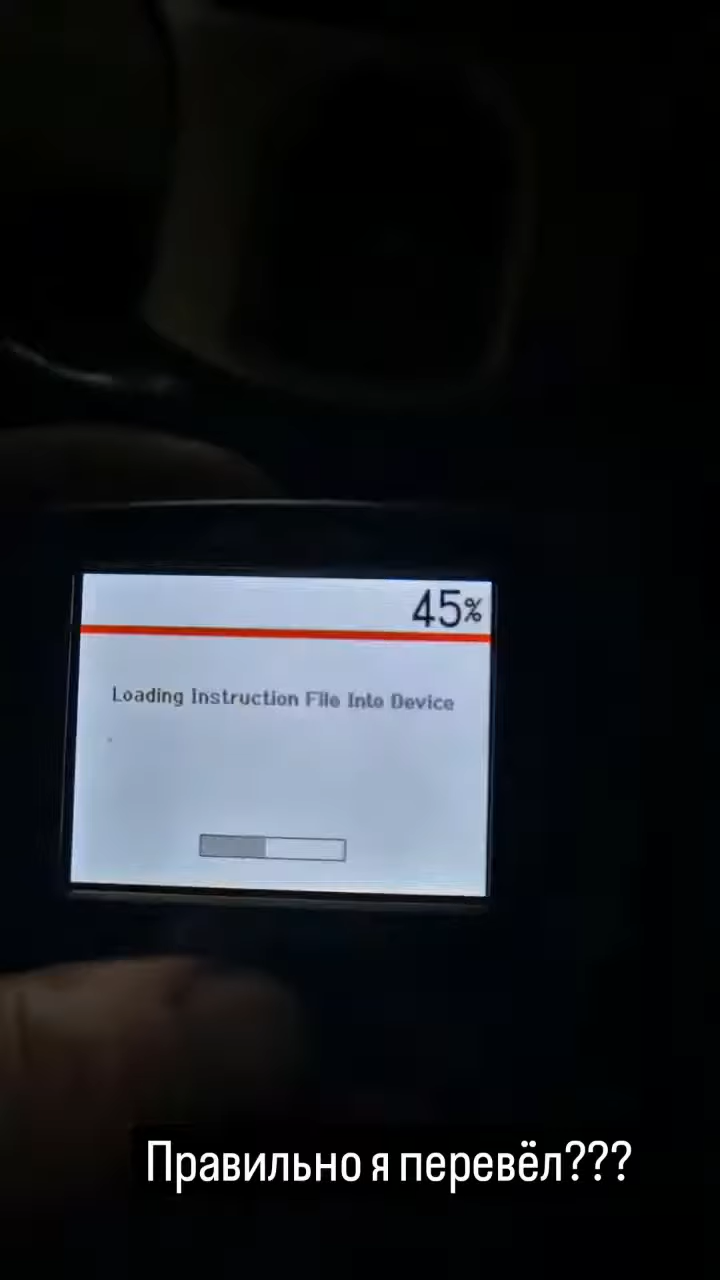 45%
Loading Instruction File Into Device
Правильно я перевёл???